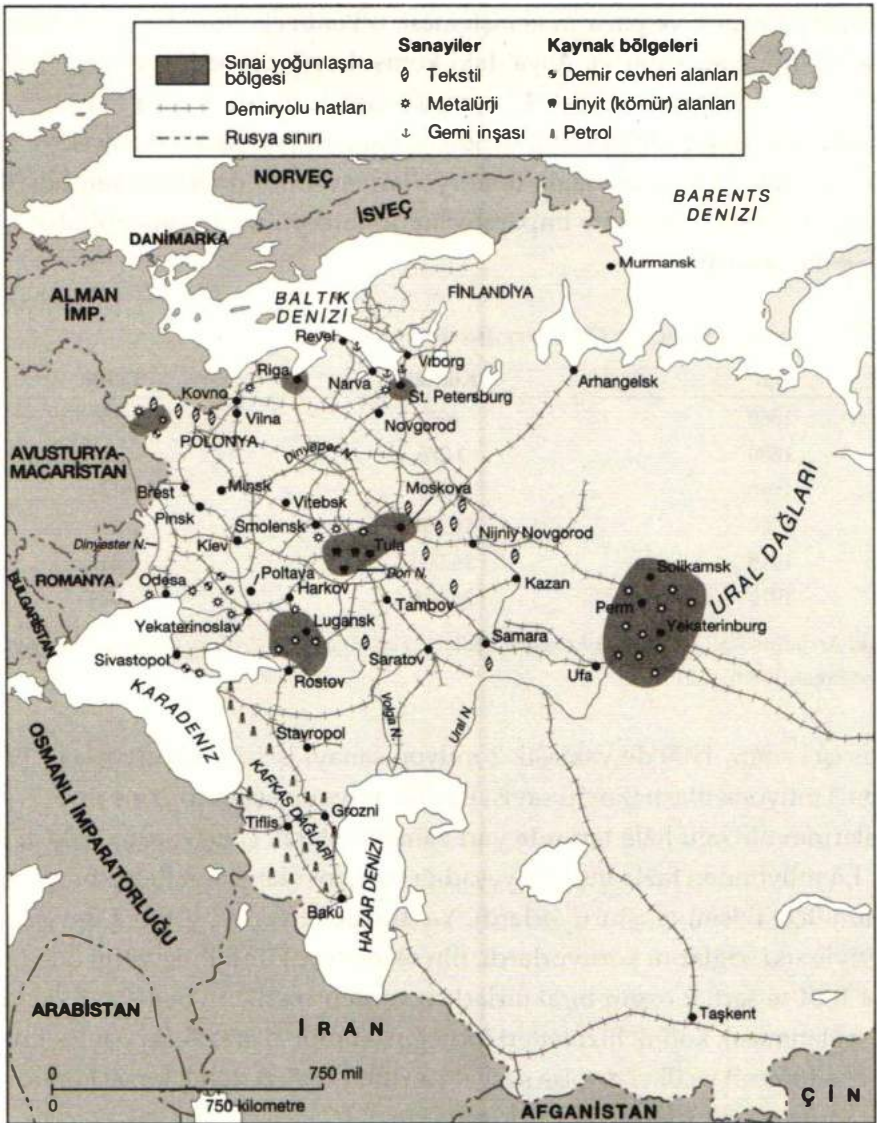 Sınai yoğunlaşma
bölgesi
Demiryolu hatları
Rusya sınırı
Sanayiler
Tekstil
Metalürji
Gemi inşası
Kaynak bölgeleri
Demir cevheri alanları
Linyit (kömür) alanları
Petrol
NORVEÇ
İSVEÇ
BARENTS
DENİZİ
DANİMARKA
Murmansk
ALMAN
İMP.
BALTIK
DENİZİ
FİNLANDİYA
Revel
Viborg
Riga
Narva
St. Petersburg
Arhangelsk
Kovno
Vilna
Novgorod
POLONYA
Dinyeper N.
AVUSTURYA-
MACARİSTAN
Brest
Minsk
Vitebsk
Moskova
URAL DAĞLARI
Pinsk
Smolensk
Nijniy Novgorod
Dinyester N.
Kiev
Tula
Solikamsk
ROMANYA
Odesa
Poltava
Harkov
Don N.
Kazan
Perm
BULGARİSTAN
Tambov
Yekaterinburg
Yekaterinoslav
Lugansk
Samara
Sivastopol
Saratov
Ufa
Rostov
KARADENİZ
Volga N.
Ural N.
Stavropol
OSMANLI İMPARATORLUĞU
KAFKAS DAĞLARI
Grozni
Tiflis
HAZAR DENİZİ
Bakü
ARABİSTAN
İRAN
Taşkent
0 750 mil
0 750 kilometre
AFGANİSTAN
ÇİN